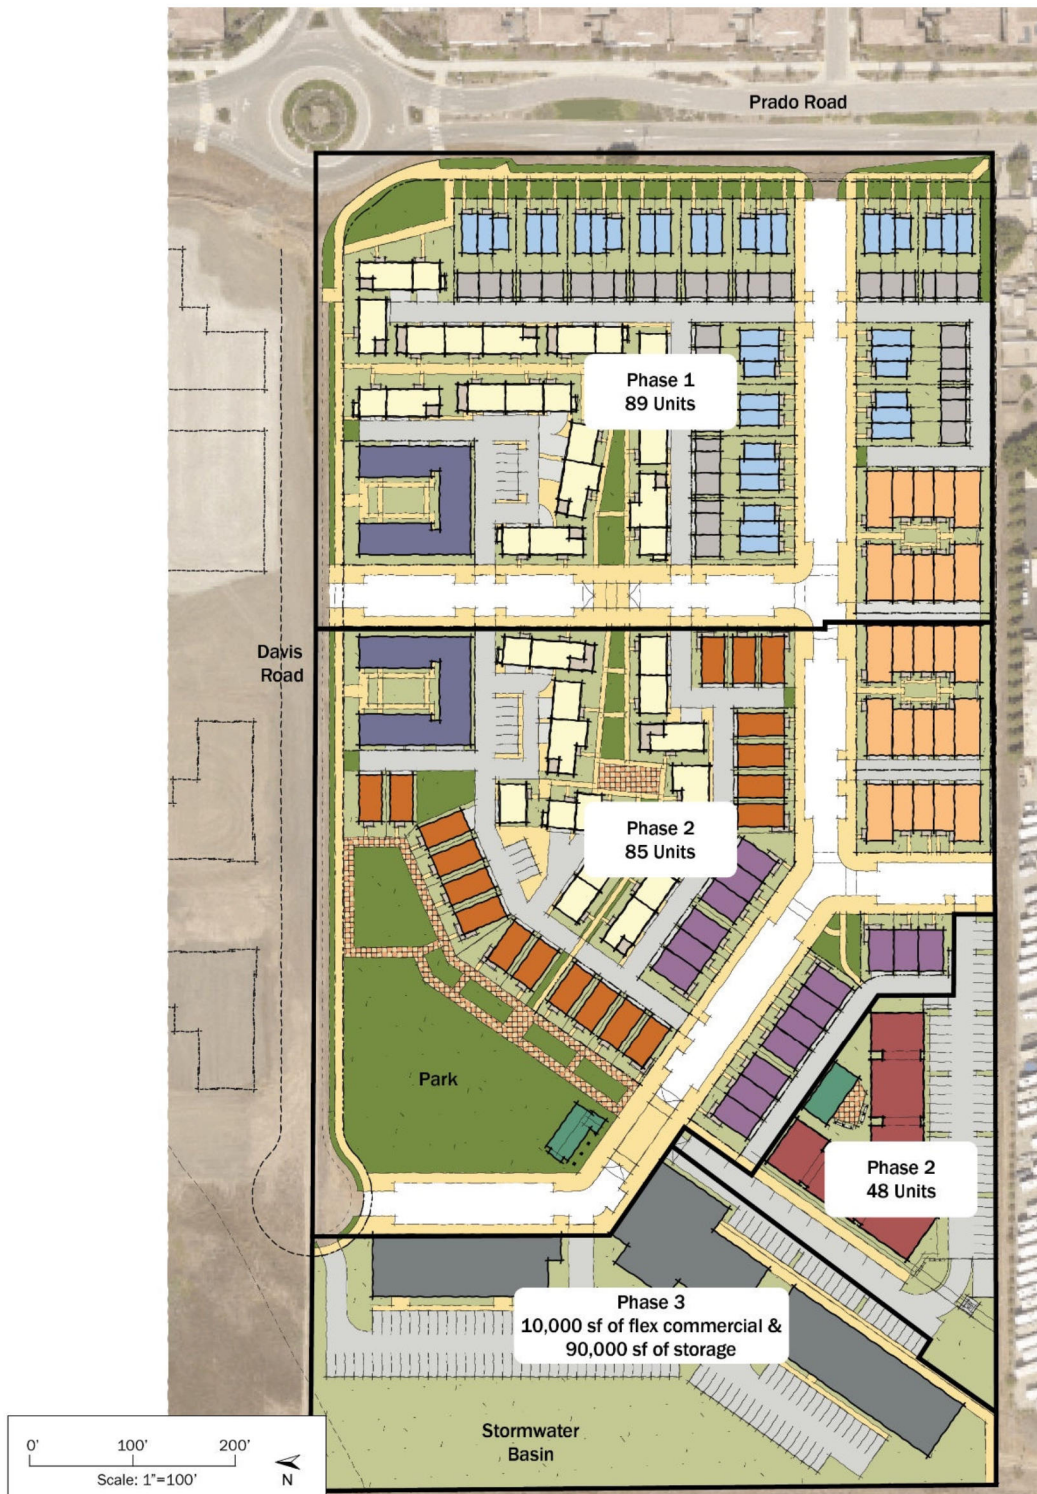 Prado Road
Phase 1
89 Units
Davis
Road
Phase 2
85 Units
Park
Phase 2
48 Units
Phase 3
10,000 sf of flex commercial &
90,000 sf of storage
Stormwater
Basin
0' 100' 200'
Scale: 1"=100'
N